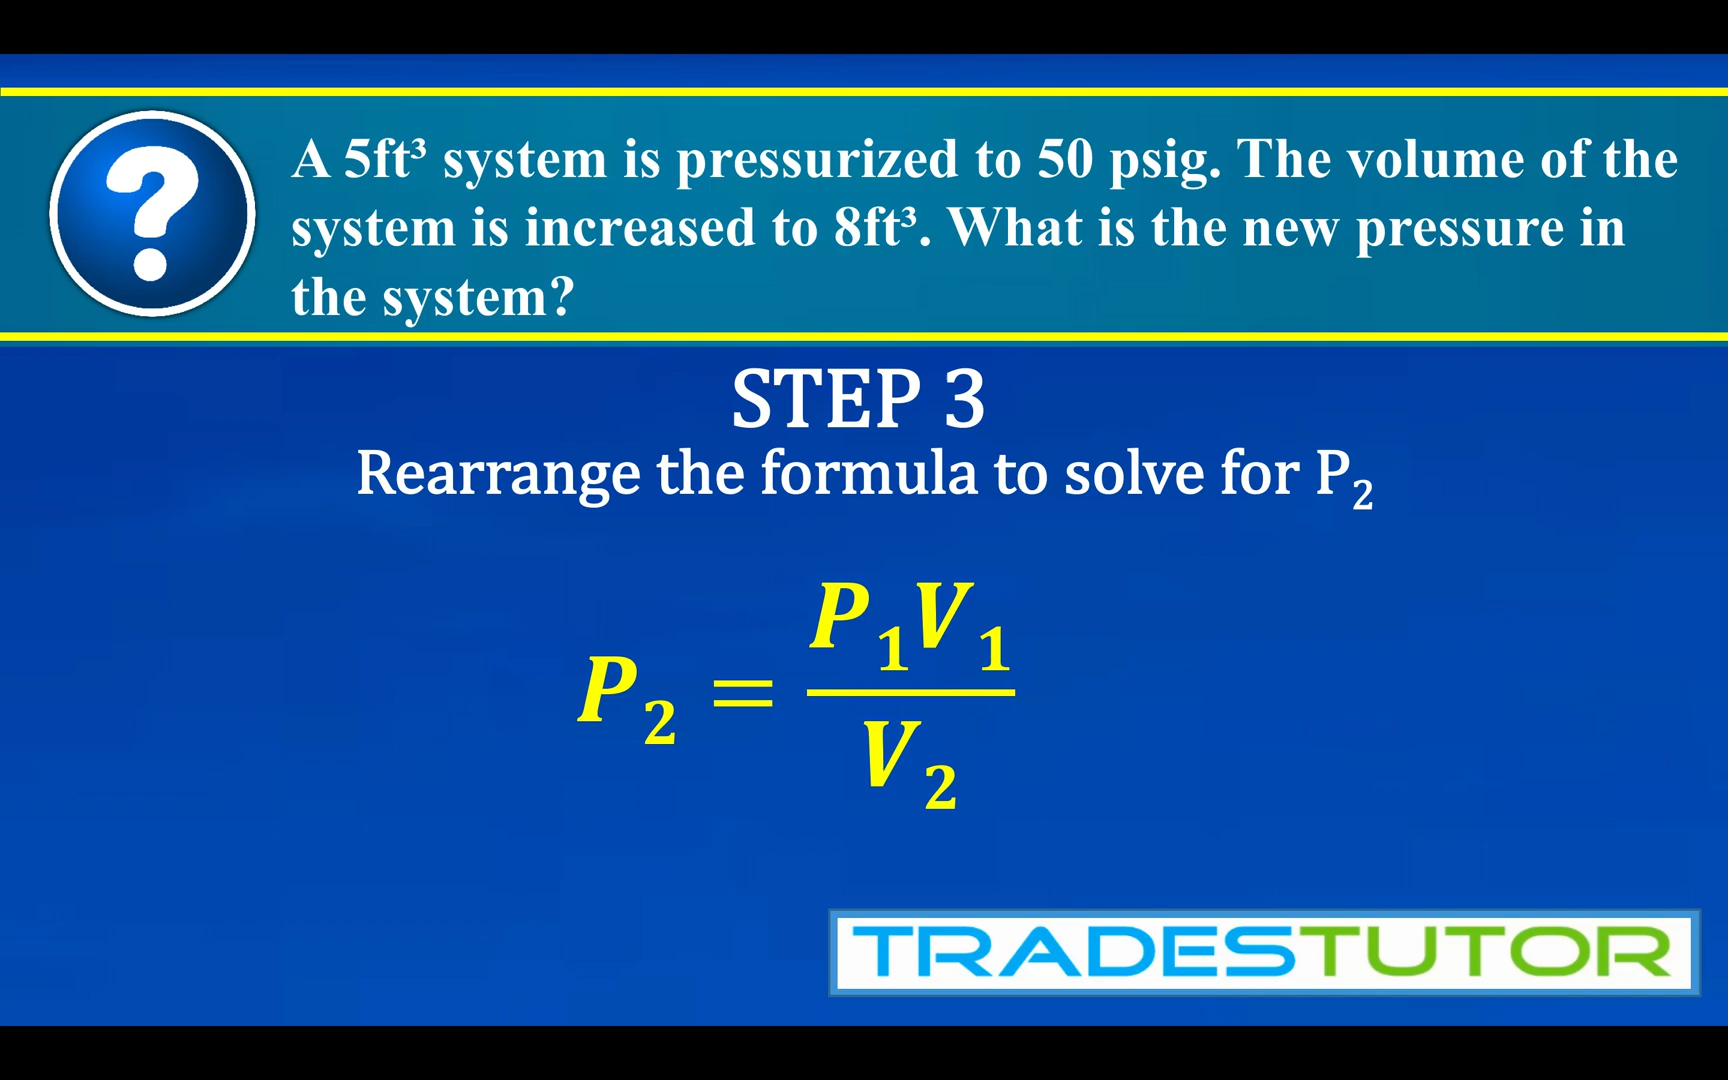 ?
A 5ft³ system is pressurized to 50 psig. The volume of the
system is increased to 8ft³. What is the new pressure in
the system?
STEP 3
Rearrange the formula to solve for P₂
P₂ = P₁V₁ / V₂
TRADESTUTOR